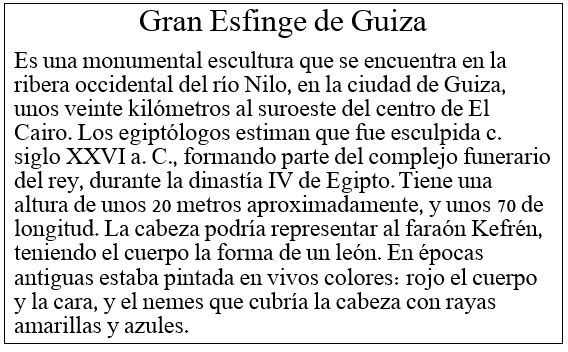 Gran Esfinge de Guiza
Es una monumental escultura que se encuentra en la
ribera occidental del río Nilo, en la ciudad de Guiza,
unos veinte kilómetros al suroeste del centro de El
Cairo. Los egiptólogos estiman que fue esculpida c.
siglo XXVI a. C., formando parte del complejo funerario
del rey, durante la dinastía IV de Egipto. Tiene una
altura de unos 20 metros aproximadamente, y unos 70 de
longitud. La cabeza podría representar al faraón Kefrén,
teniendo el cuerpo la forma de un león. En épocas
antiguas estaba pintada en vivos colores: rojo el cuerpo
y la cara, y el nemes que cubría la cabeza con rayas
amarillas y azules.